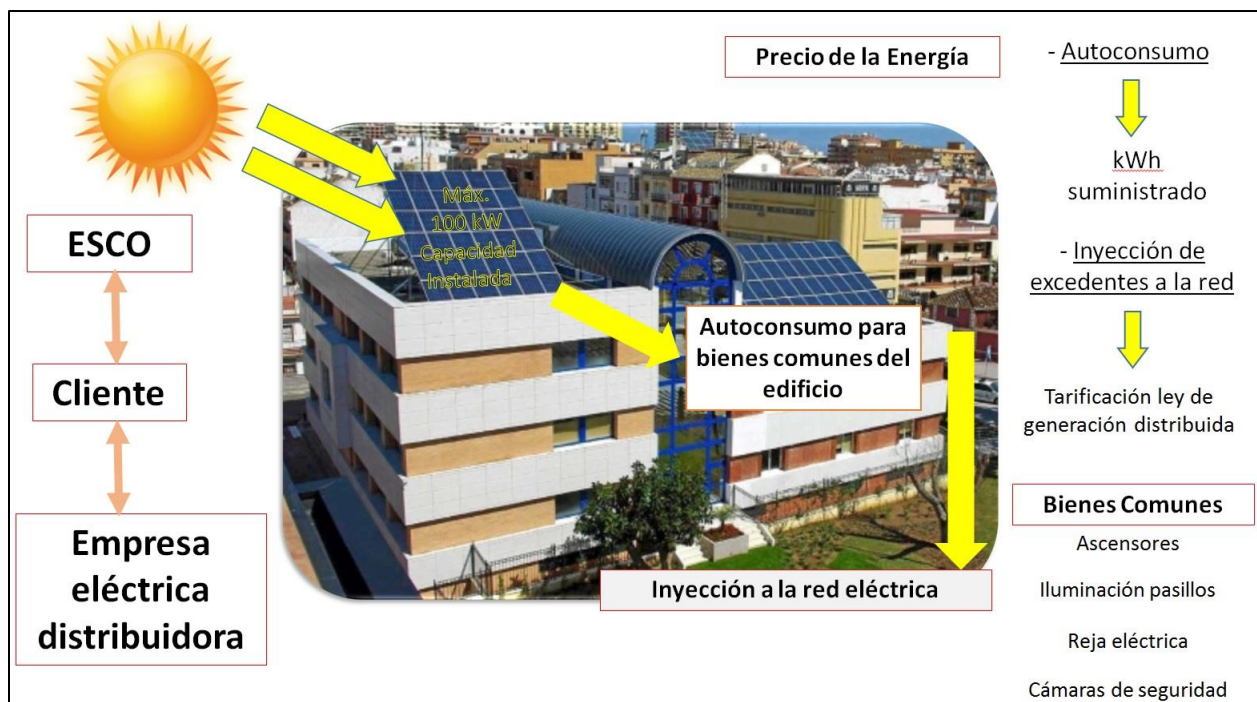 Precio de la Energía
- Autoconsumo
kWh
suministrado
- Inyección de
excedentes a la red
Tarificación ley de
generación distribuida
Máx.
100 kW
Capacidad
Instalada
ESCO
Cliente
Empresa
eléctrica
distribuidora
Autoconsumo para
bienes comunes del
edificio
Inyección a la red eléctrica
Bienes Comunes
Ascensores
Iluminación pasillos
Reja eléctrica
Cámaras de seguridad